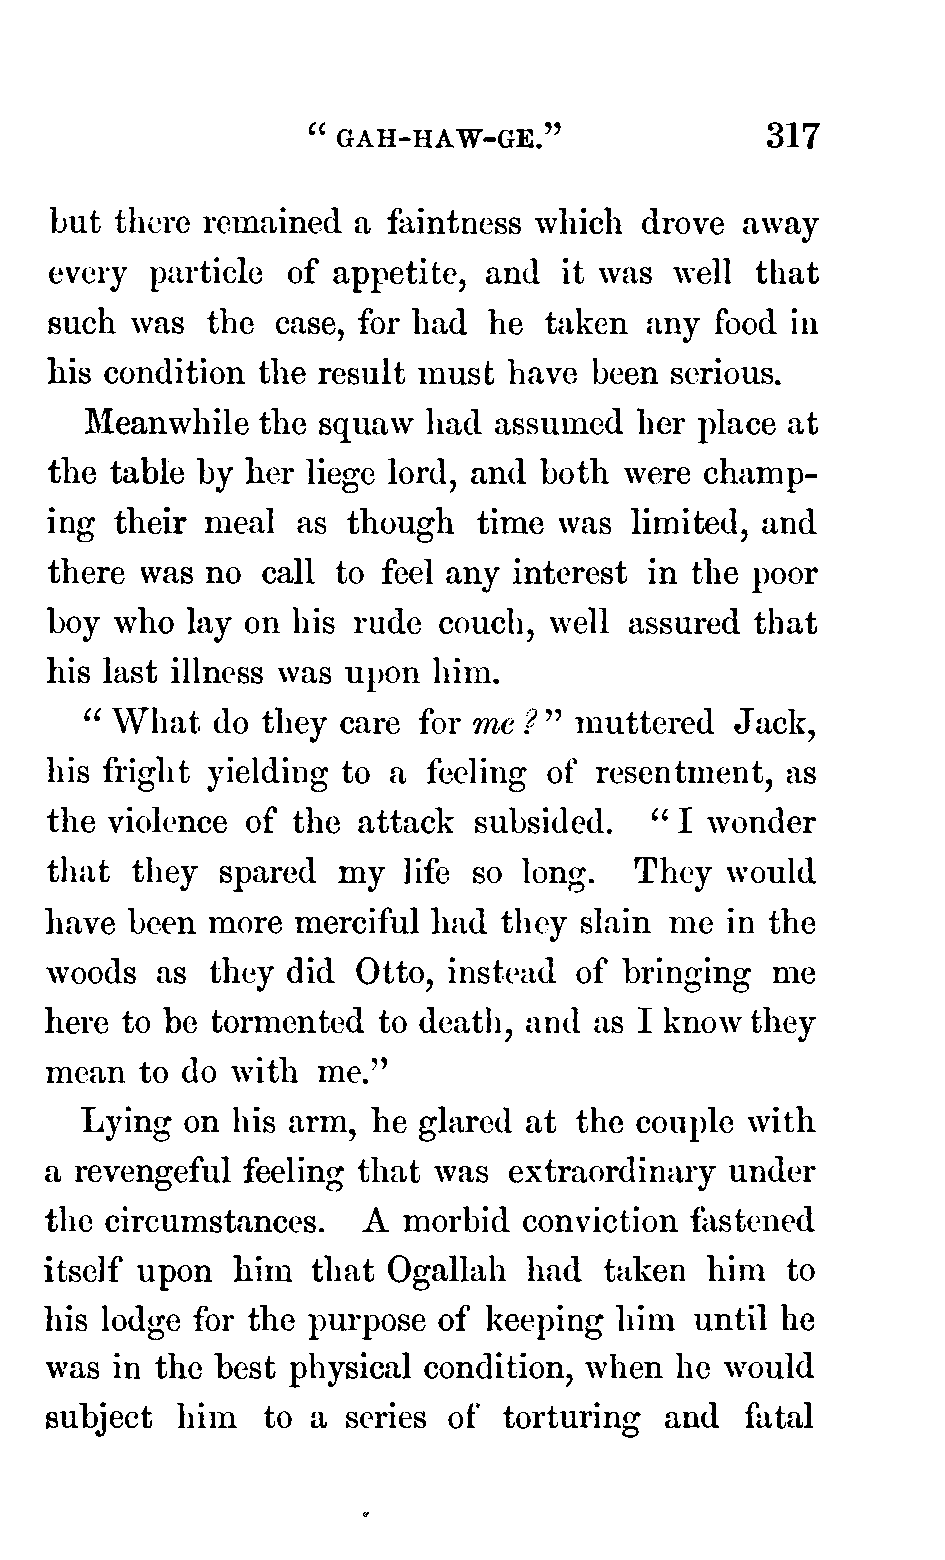 “ GAH-HAW-GE.” 317
but there remained a faintness which drove away
every particle of appetite, and it was well that
such was the case, for had he taken any food in
his condition the result must have been serious.
Meanwhile the squaw had assumed her place at
the table by her liege lord, and both were champ-
ing their meal as though time was limited, and
there was no call to feel any interest in the poor
boy who lay on his rude couch, well assured that
his last illness was upon him.
“ What do they care for me ? ” muttered Jack,
his fright yielding to a feeling of resentment, as
the violence of the attack subsided. “ I wonder
that they spared my life so long. They would
have been more merciful had they slain me in the
woods as they did Otto, instead of bringing me
here to be tormented to death, and as I know they
mean to do with me.”
Lying on his arm, he glared at the couple with
a revengeful feeling that was extraordinary under
the circumstances. A morbid conviction fastened
itself upon him that Ogallah had taken him to
his lodge for the purpose of keeping him until he
was in the best physical condition, when he would
subject him to a series of torturing and fatal